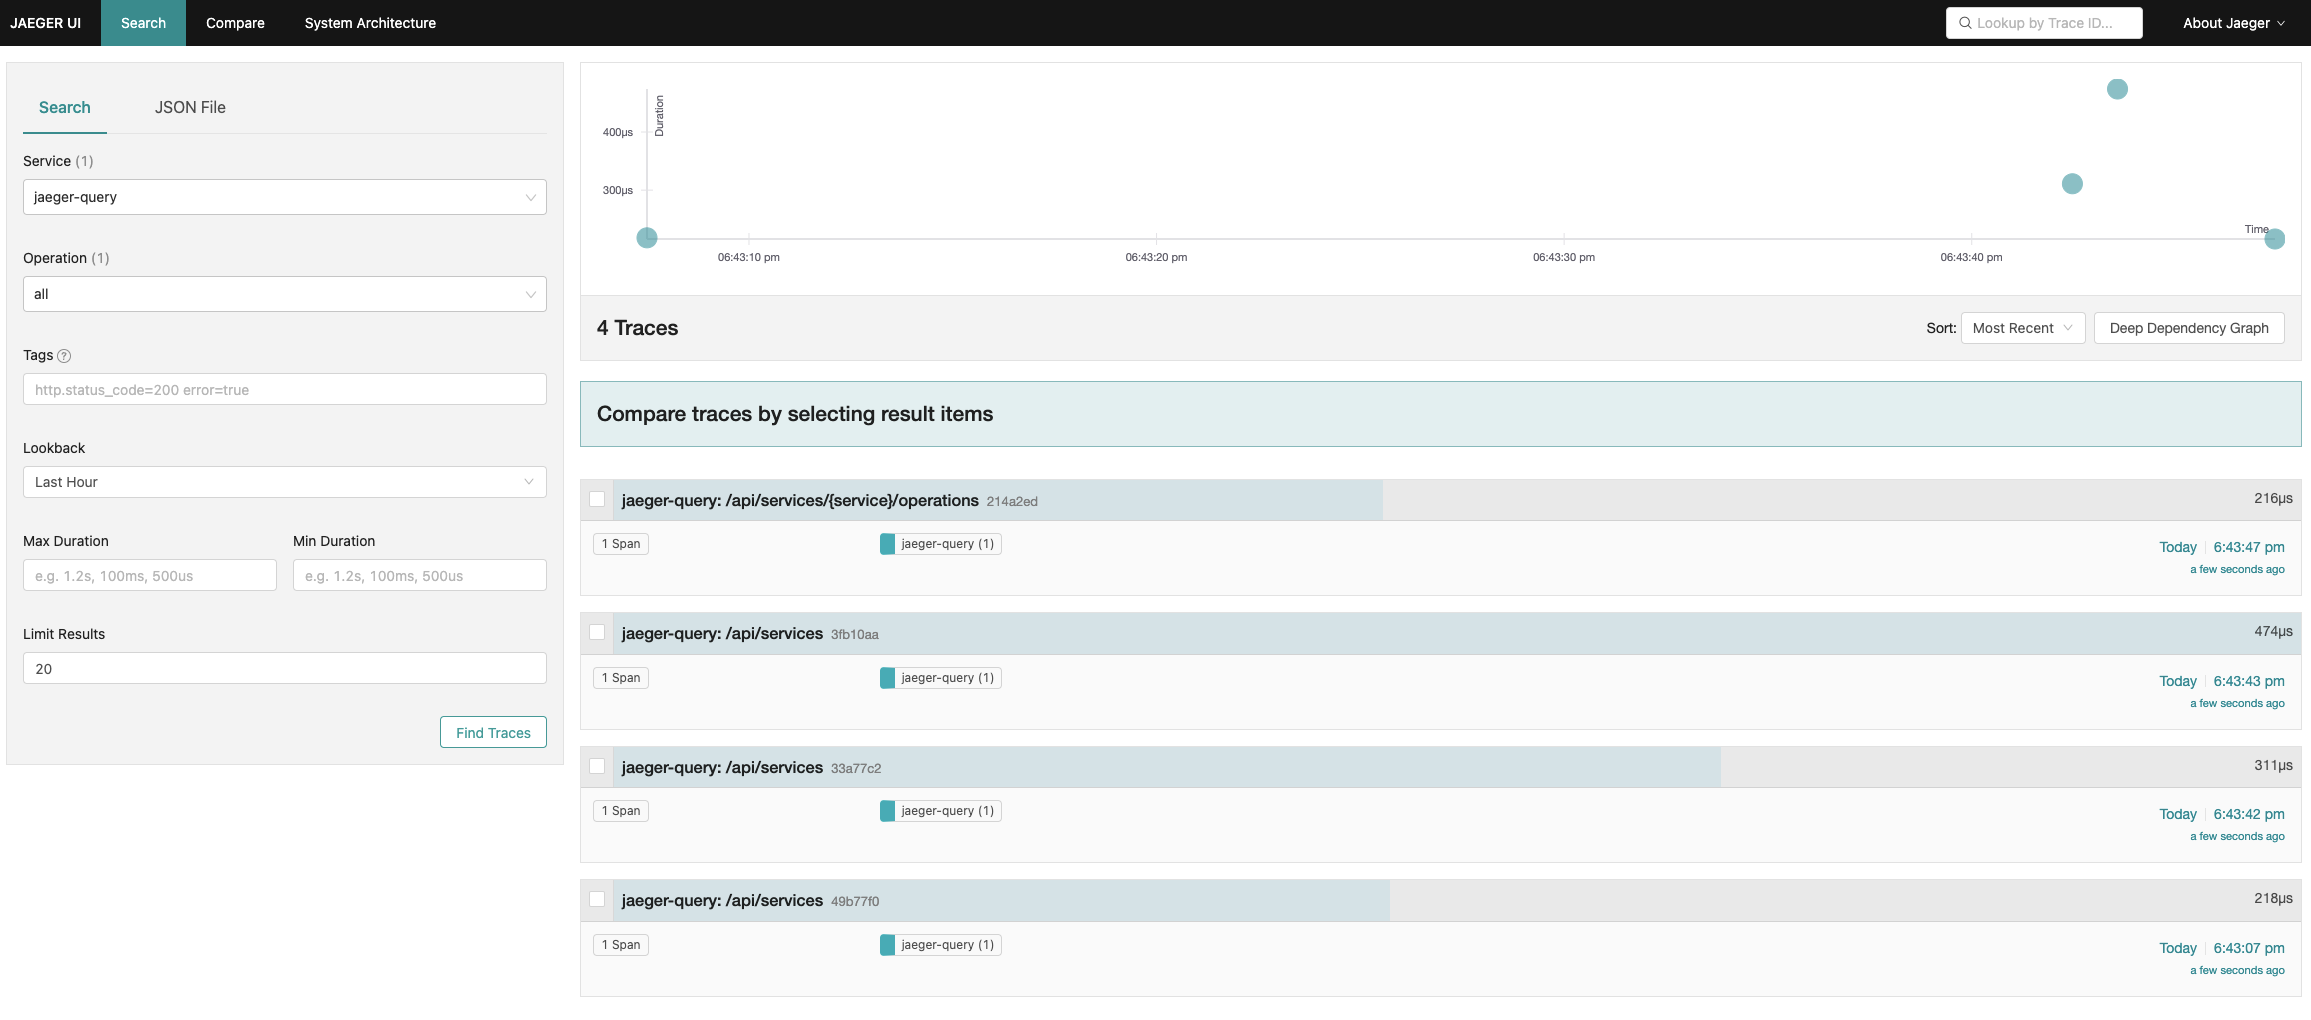 JAEGER UI
Search
Compare
System Architecture
Lookup by Trace ID...
About Jaeger
Search
JSON File
Service (1)
jaeger-query
Operation (1)
all
Tags ?
http.status_code=200 error=true
Lookback
Last Hour
Max Duration
Min Duration
e.g. 1.2s, 100ms, 500us
e.g. 1.2s, 100ms, 500us
Limit Results
20
Find Traces
Duration
400µs
300µs
Time
06:43:10 pm
06:43:20 pm
06:43:30 pm
06:43:40 pm
4 Traces
Sort:
Most Recent
Deep Dependency Graph
Compare traces by selecting result items
jaeger-query: /api/services/{service}/operations 214a2ed
216µs
1 Span
jaeger-query (1)
Today 6:43:47 pm
a few seconds ago
jaeger-query: /api/services 3fb10aa
474µs
1 Span
jaeger-query (1)
Today 6:43:43 pm
a few seconds ago
jaeger-query: /api/services 33a77c2
311µs
1 Span
jaeger-query (1)
Today 6:43:42 pm
a few seconds ago
jaeger-query: /api/services 49b77f0
218µs
1 Span
jaeger-query (1)
Today 6:43:07 pm
a few seconds ago